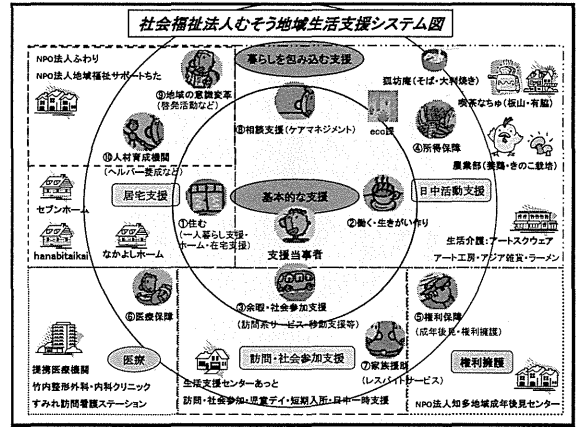 社会福祉法人むそう地域生活支援システム図
暮らしを包み込む支援
NPO法人ふわり
NPO法人地域福祉サポートちた
⑨地域の意識変革
(啓発活動など)
⑩人材育成機関
(ヘルパー養成など)
⑧相談支援(ケアマネジメント)
狐坊庵(そば・大判焼き)
喫茶なちゅ(板山・有脇)
eco課
④所得保障
農業部(養鶏・きのこ栽培)
居宅支援
基本的な支援
日中活動支援
セブンホーム
hanabitaikai
なかよしホーム
①住む
(一人暮らし支援・
ホーム・在宅支援)
②働く・生きがい作り
支援当事者
生活介護:アートスクウェア
アート工房・アジア雑貨・ラーメン
⑥医療保障
③余暇・社会参加支援
(訪問系サービス・移動支援等)
⑤権利保障
(成年後見・権利擁護)
医療
訪問・社会参加支援
⑦家族援助
(レスパイトサービス)
権利擁護
提携医療機関
竹内整形外科・内科クリニック
すみれ訪問看護ステーション
生活支援センターあっと
訪問・社会参加・児童デイ・短期入所・日中一時支援
NPO法人知多地域成年後見センター